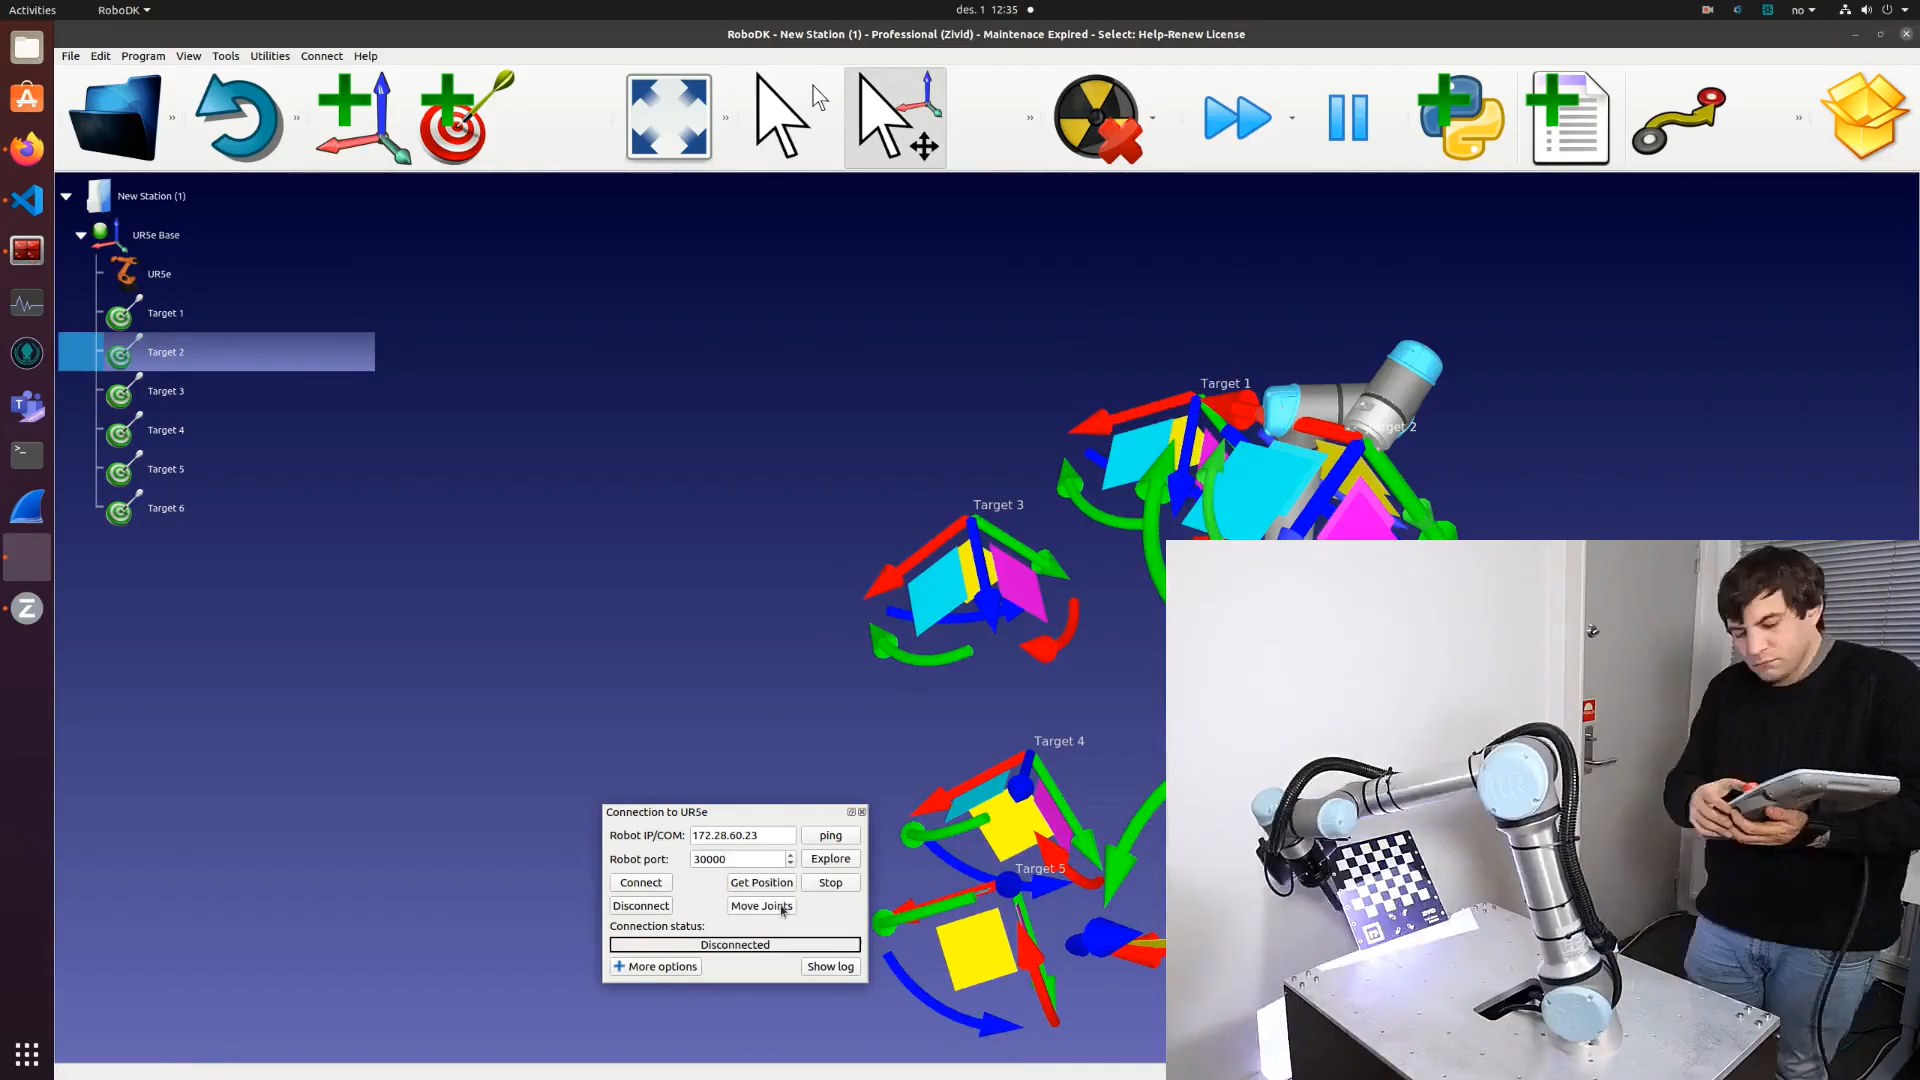 Activities
RoboDK
des. 1 12:35
no
RoboDK - New Station (1) - Professional (Zivid) - Maintenace Expired - Select: Help-Renew License
File Edit Program View Tools Utilities Connect Help
New Station (1)
UR5e Base
UR5e
Target 1
Target 2
Target 3
Target 4
Target 5
Target 6
Target 1
Target 2
Target 3
Target 4
Target 5
Connection to UR5e
Robot IP/COM: 172.28.60.23 ping
Robot port: 30000 Explore
Connect Get Position Stop
Disconnect Move Joints
Connection status:
Disconnected
More options Show log